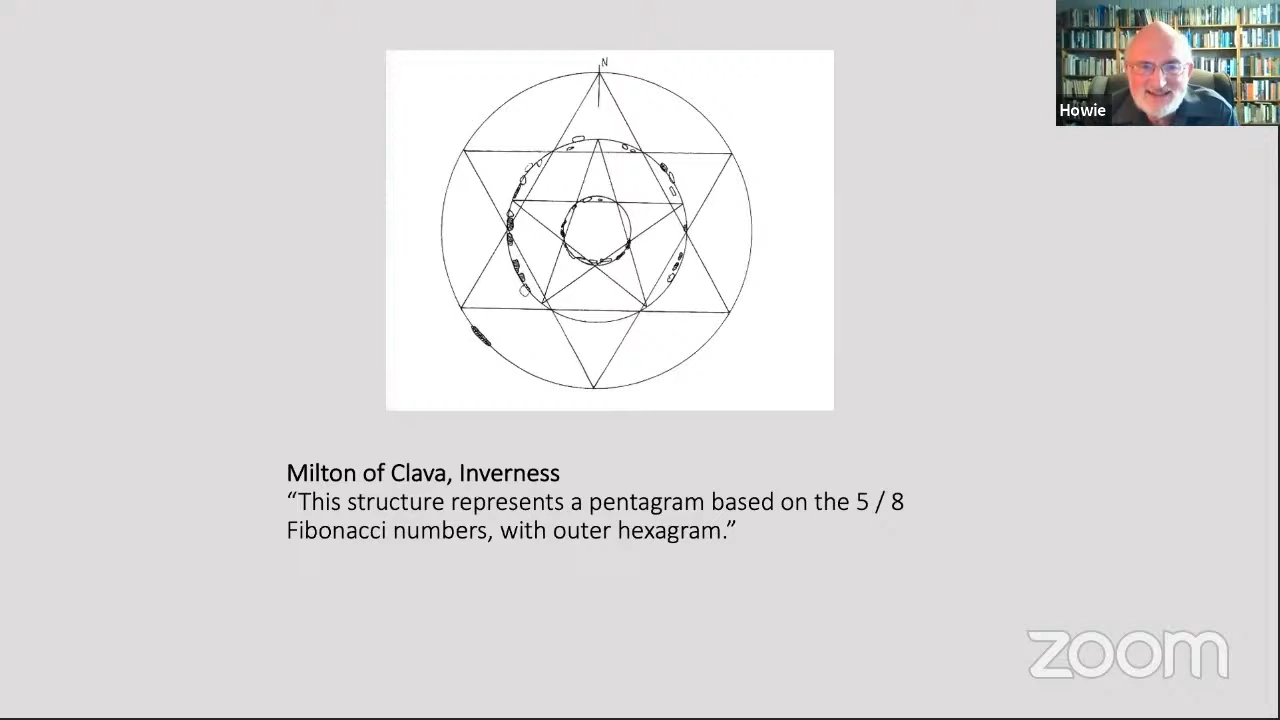 N
Howie
Milton of Clava, Inverness
“This structure represents a pentagram based on the 5 / 8
Fibonacci numbers, with outer hexagram.”
zoom